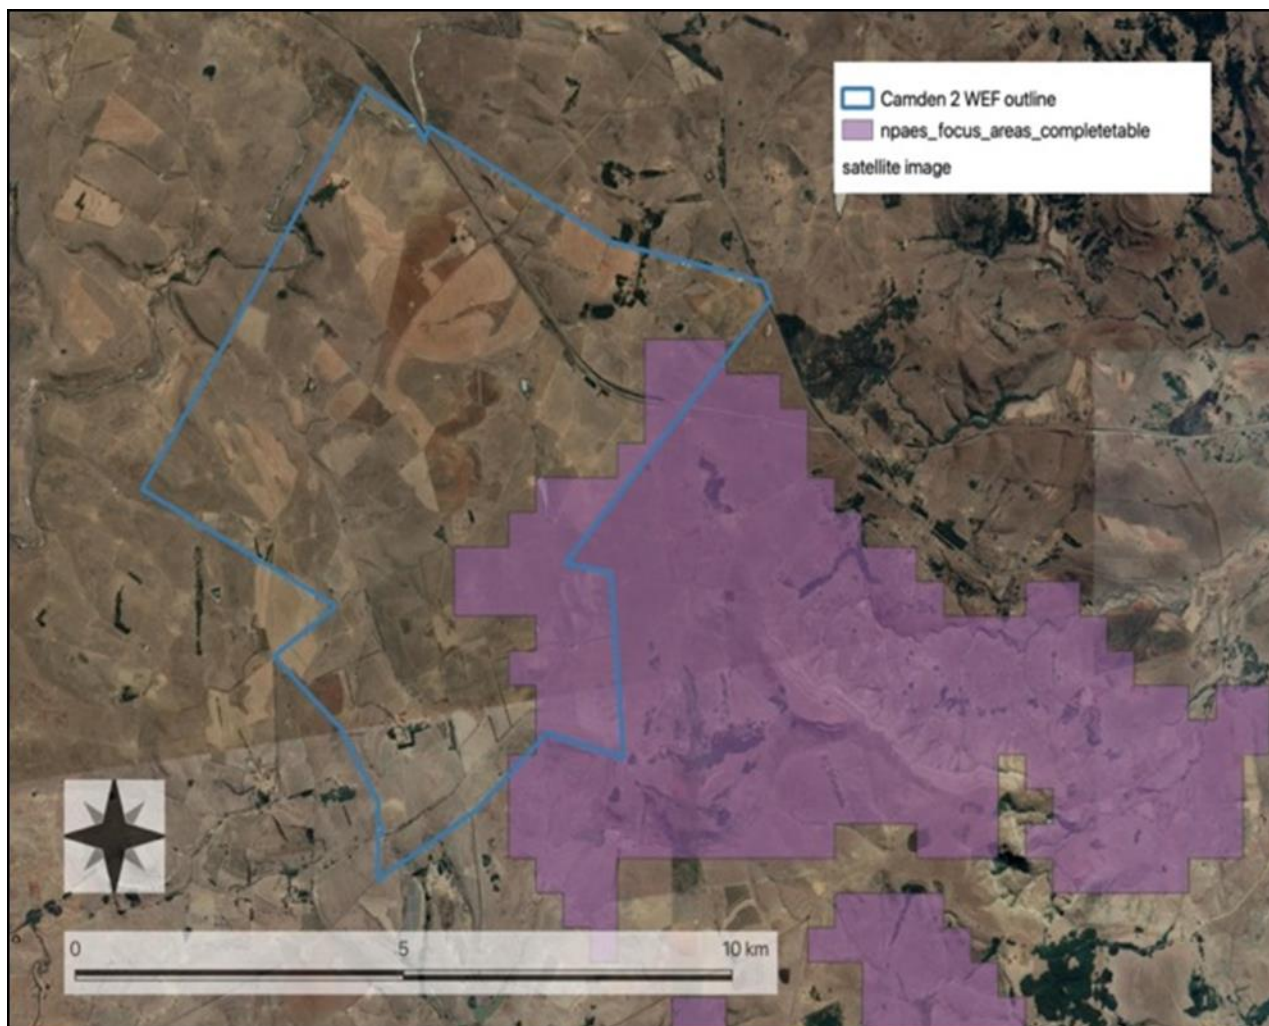 Camden 2 WEF outline
npaes_focus_areas_completetable
satellite image
0 5 10 km